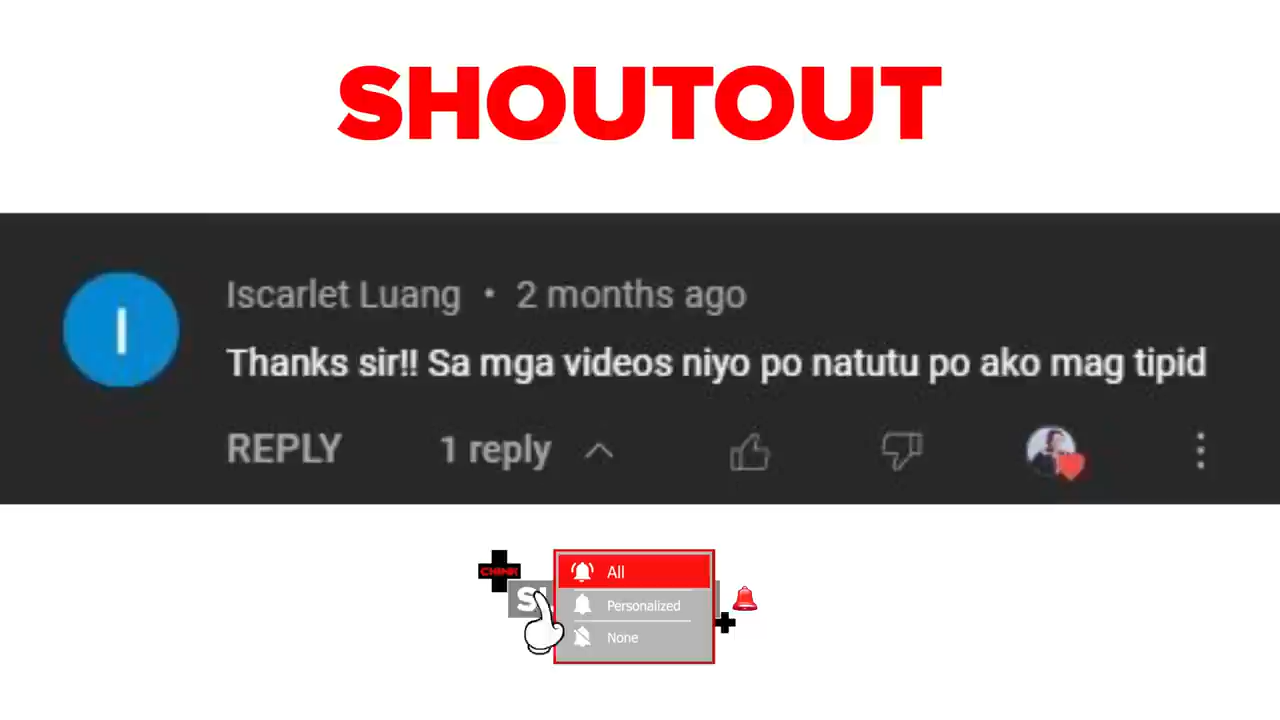 SHOUTOUT
I
Iscarlet Luang • 2 months ago
Thanks sir!! Sa mga videos niyo po natutu po ako mag tipid
REPLY 1 reply
All
Personalized
None